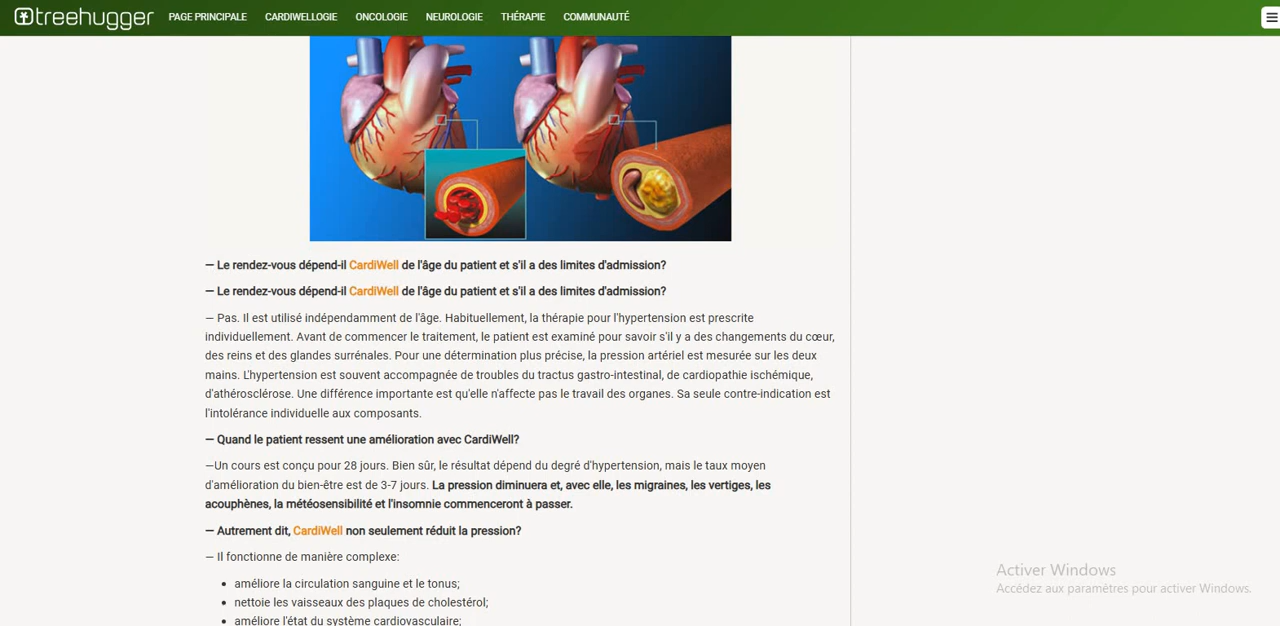 treehugger PAGE PRINCIPALE CARDIWELLOGIE ONCOLOGIE NEUROLOGIE THÉRAPIE COMMUNAUTÉ
— Le rendez-vous dépend-il CardiWell de l'âge du patient et s'il a des limites d'admission?
— Le rendez-vous dépend-il CardiWell de l'âge du patient et s'il a des limites d'admission?
— Pas. Il est utilisé indépendamment de l'âge. Habituellement, la thérapie pour l'hypertension est prescrite
individuellement. Avant de commencer le traitement, le patient est examiné pour savoir s'il y a des changements du cœur,
des reins et des glandes surrénales. Pour une détermination plus précise, la pression artériel est mesurée sur les deux
mains. L'hypertension est souvent accompagnée de troubles du tractus gastro-intestinal, de cardiopathie ischémique,
d'athérosclérose. Une différence importante est qu'elle n'affecte pas le travail des organes. Sa seule contre-indication est
l'intolérance individuelle aux composants.
— Quand le patient ressent une amélioration avec CardiWell?
—Un cours est conçu pour 28 jours. Bien sûr, le résultat dépend du degré d'hypertension, mais le taux moyen
d'amélioration du bien-être est de 3-7 jours. La pression diminuera et, avec elle, les migraines, les vertiges, les
acouphènes, la météosensibilité et l'insomnie commenceront à passer.
— Autrement dit, CardiWell non seulement réduit la pression?
— Il fonctionne de manière complexe:
• améliore la circulation sanguine et le tonus;
• nettoie les vaisseaux des plaques de cholestérol;
• améliore l'état du système cardiovasculaire;
Activer Windows
Accédez aux paramètres pour activer Windows.